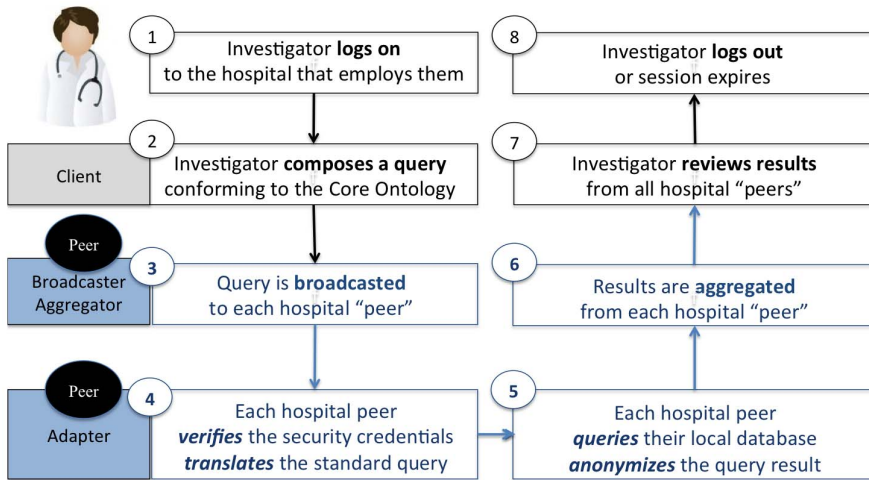 1
Investigator logs on
to the hospital that employs them
2
Client
Investigator composes a query
conforming to the Core Ontology
Peer
3
Broadcaster
Aggregator
Query is broadcasted
to each hospital “peer”
Peer
4
Adapter
Each hospital peer
verifies the security credentials
translates the standard query
5
Each hospital peer
queries their local database
anonymizes the query result
6
Results are aggregated
from each hospital “peer”
7
Investigator reviews results
from all hospital “peers”
8
Investigator logs out
or session expires